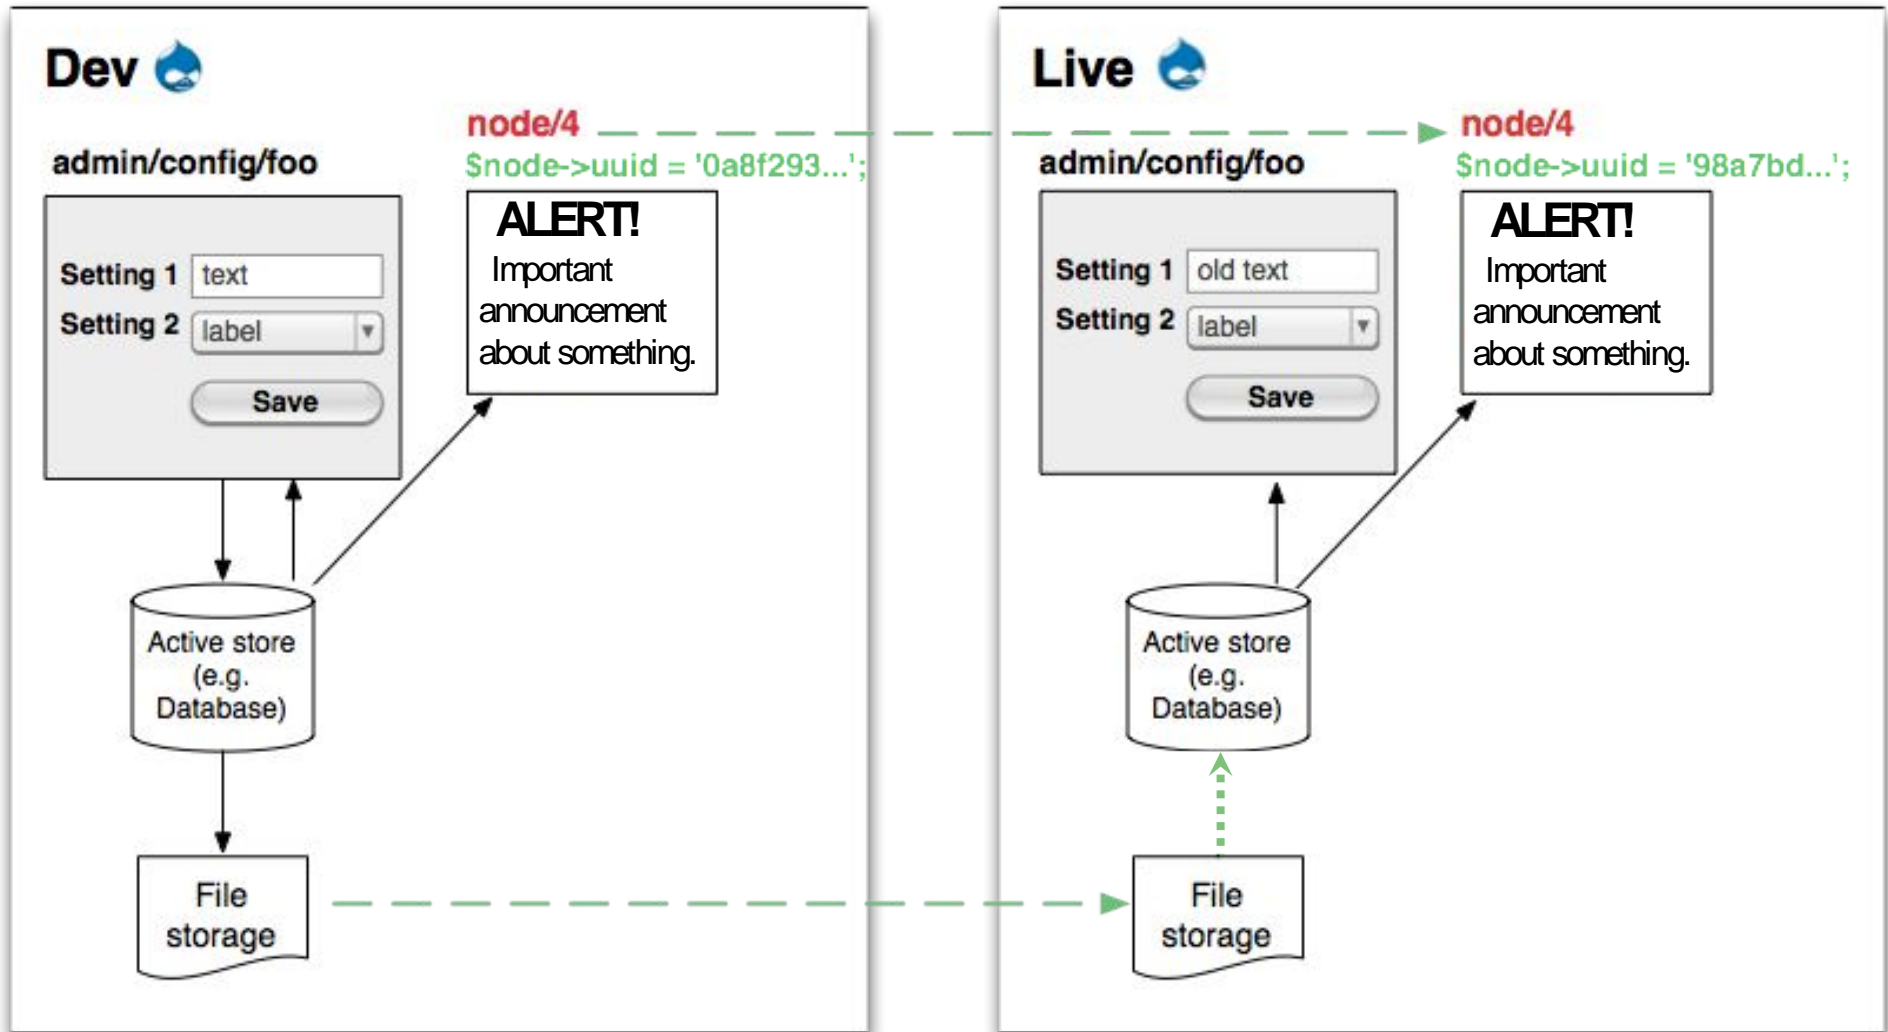 Dev
node/4
$node->uuid = '0a8f293...';
admin/config/foo
Setting 1 text
Setting 2 label
Save
ALERT!
Important
announcement
about something.
Active store
(e.g.
Database)
File
storage
Live
node/4
$node->uuid = '98a7bd...';
admin/config/foo
Setting 1 old text
Setting 2 label
Save
ALERT!
Important
announcement
about something.
Active store
(e.g.
Database)
File
storage